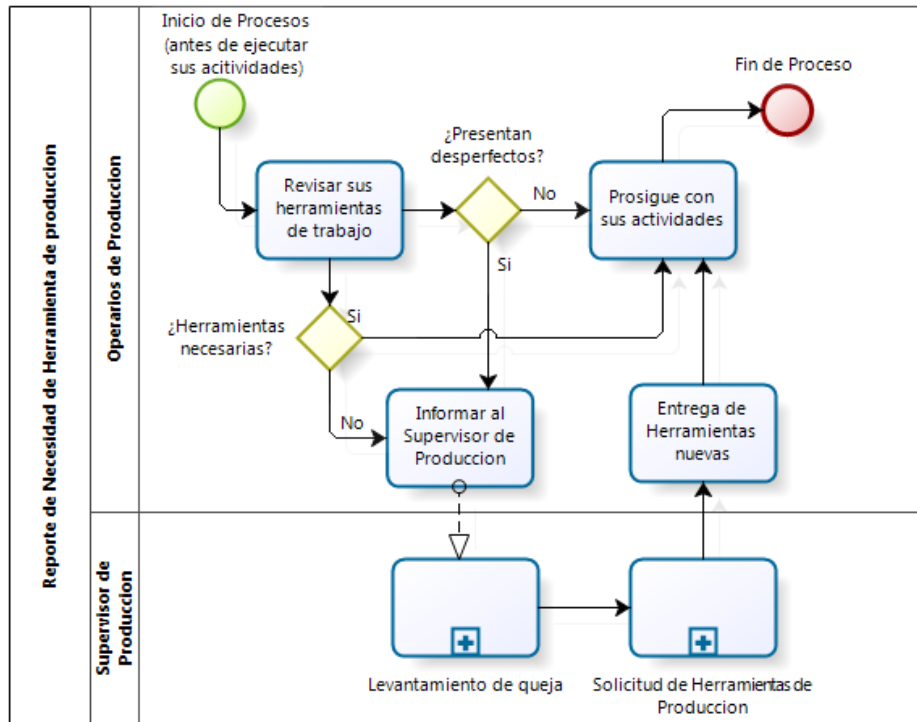 Reporte de Necesidad de Herramienta de produccion
Operarios de Produccion
Inicio de Procesos
(antes de ejecutar
sus acitividades)
Fin de Proceso
¿Presentan
desperfectos?
Revisar sus
herramientas
de trabajo
No
Prosigue con
sus actividades
Si
¿Herramientas
necesarias?
Si
No
Informar al
Supervisor de
Produccion
Entrega de
Herramientas
nuevas
Supervisor de
Produccion
Levantamiento de queja
Solicitud de Herramientas de
Produccion